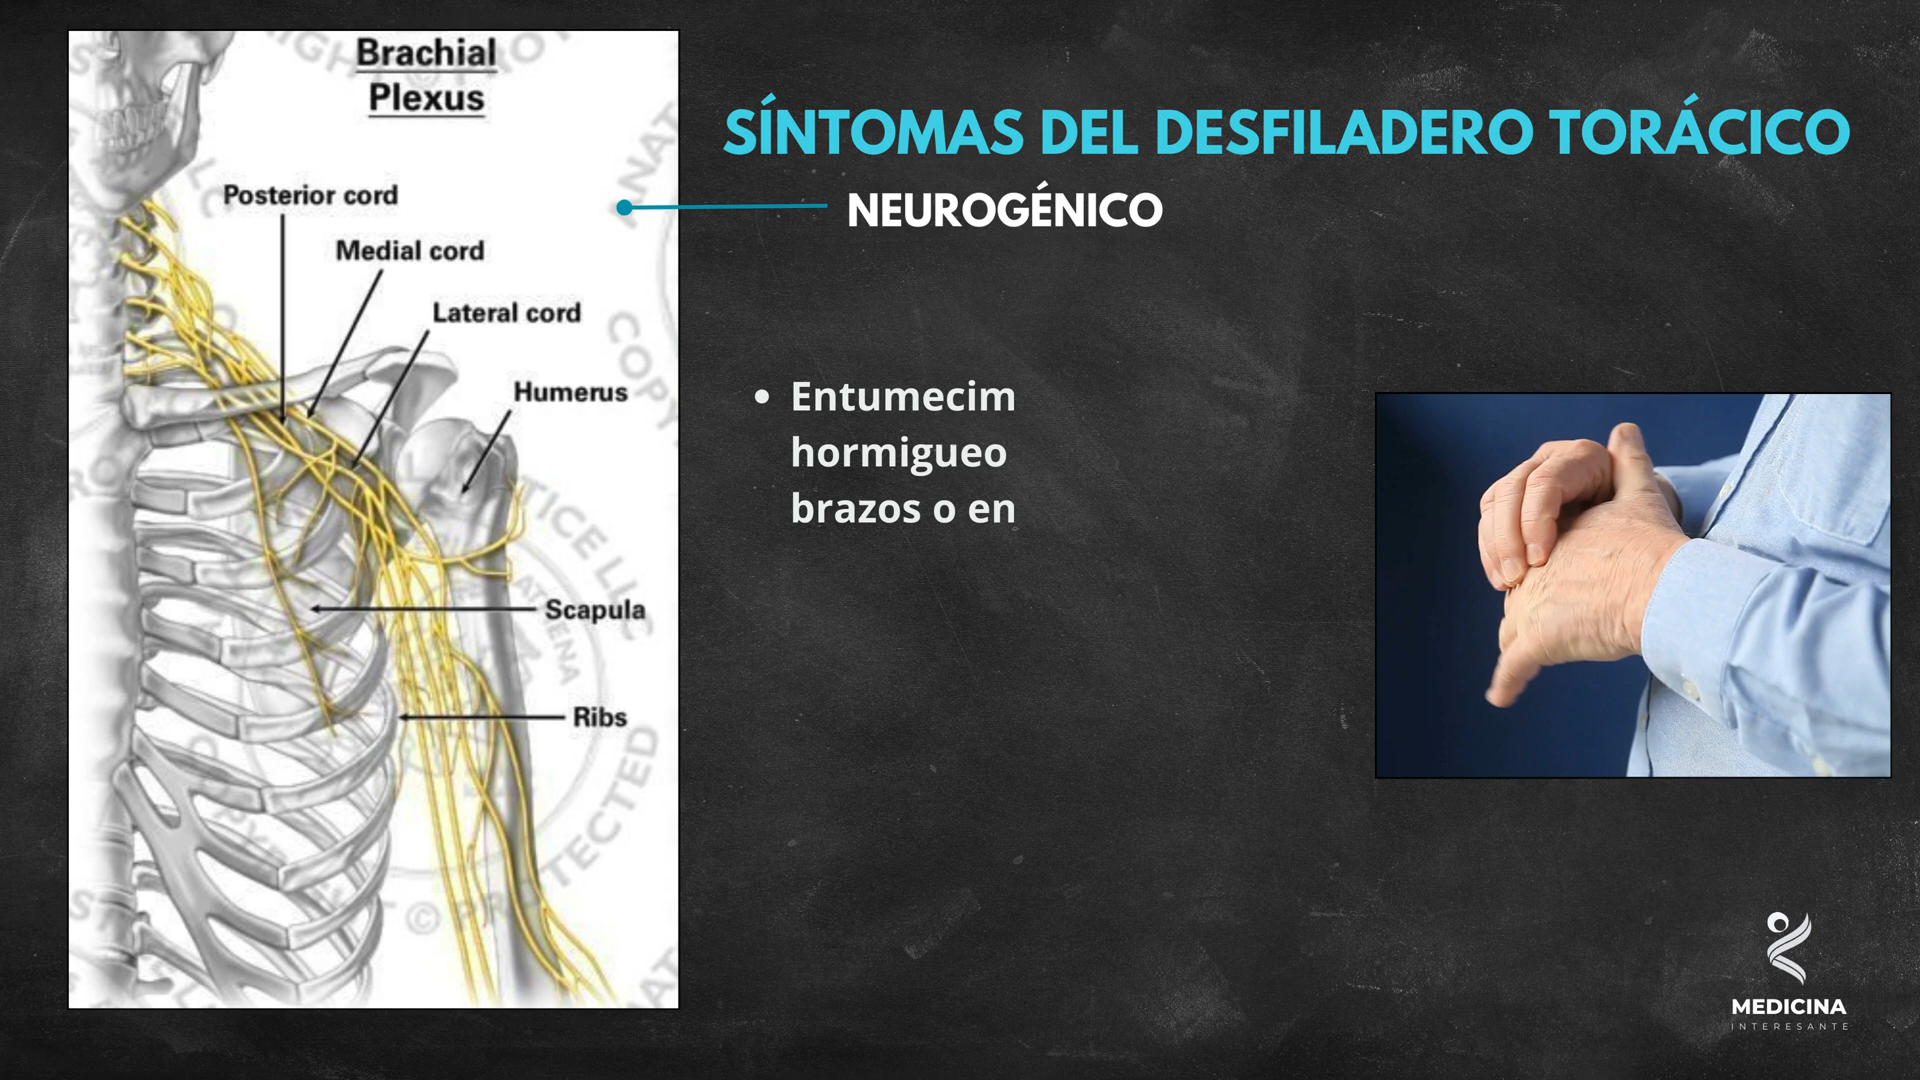 Brachial
Plexus
Posterior cord
Medial cord
Lateral cord
Humerus
Scapula
Ribs
SÍNTOMAS DEL DESFILADERO TORÁCICO
NEUROGÉNICO
• Entumecim
hormigueo
brazos o en
MEDICINA
INTERESANTE